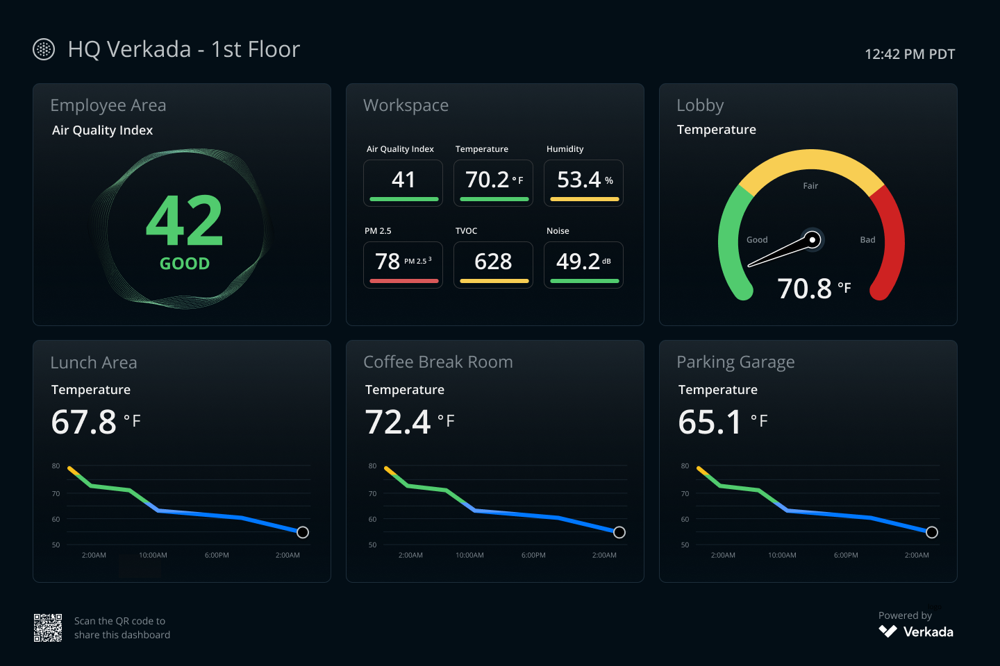 HQ Verkada - 1st Floor
12:42 PM PDT
Employee Area
Air Quality Index
42
GOOD
Workspace
Air Quality Index Temperature Humidity
41 70.2 °F 53.4 %
PM 2.5 TVOC Noise
78 PM 2.5 ³ 628 49.2 dB
Lobby
Temperature
Fair
Good Bad
70.8 °F
Lunch Area
Temperature
67.8 °F
80
70
60
50
2:00AM 10:00AM 6:00PM 2:00AM
Coffee Break Room
Temperature
72.4 °F
80
70
60
50
2:00AM 10:00AM 6:00PM 2:00AM
Parking Garage
Temperature
65.1 °F
80
70
60
50
2:00AM 10:00AM 6:00PM 2:00AM
Scan the QR code to
share this dashboard
Powered by
Verkada